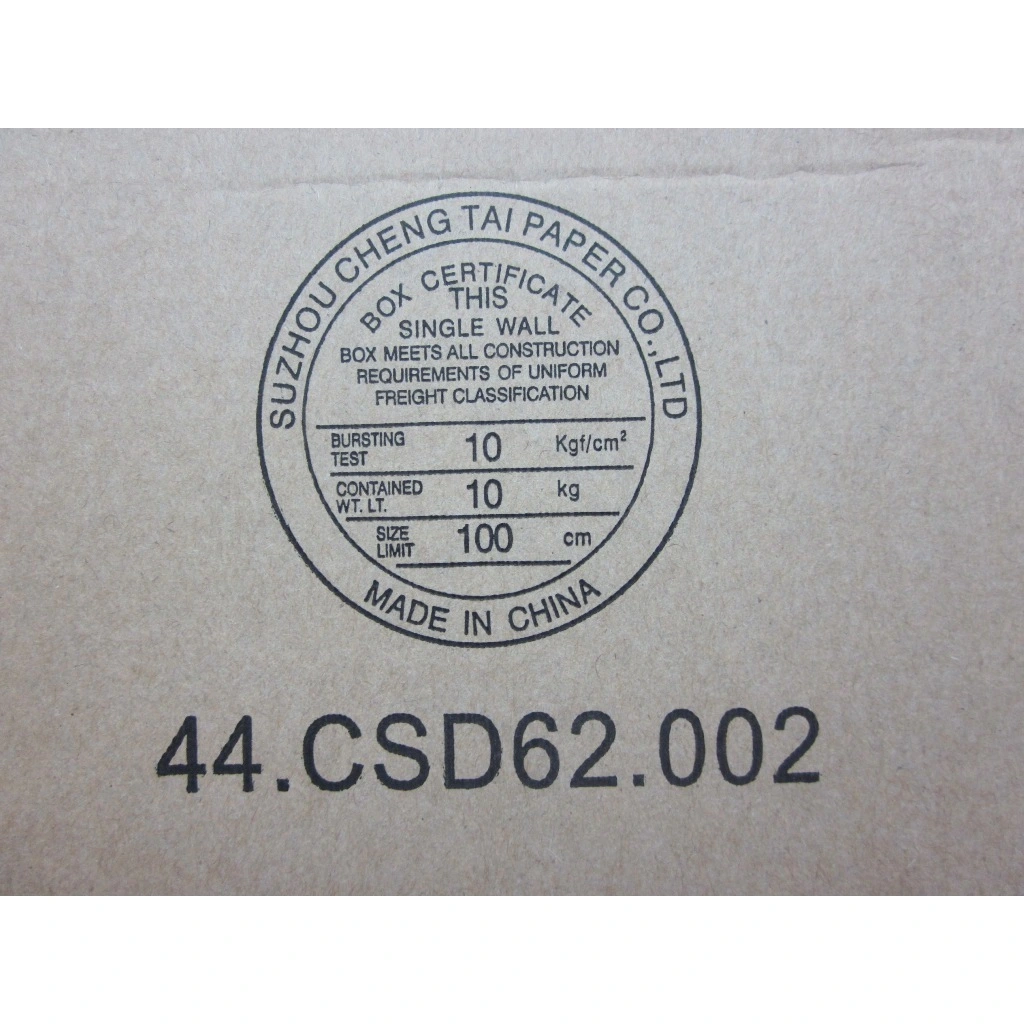 SUZHOU CHENG TAI PAPER CO.,LTD
BOX CERTIFICATE
THIS
SINGLE WALL
BOX MEETS ALL CONSTRUCTION
REQUIREMENTS OF UNIFORM
FREIGHT CLASSIFICATION
BURSTING TEST 10 Kgf/cm²
CONTAINED WT. LT. 10 kg
SIZE LIMIT 100 cm
MADE IN CHINA
44.CSD62.002